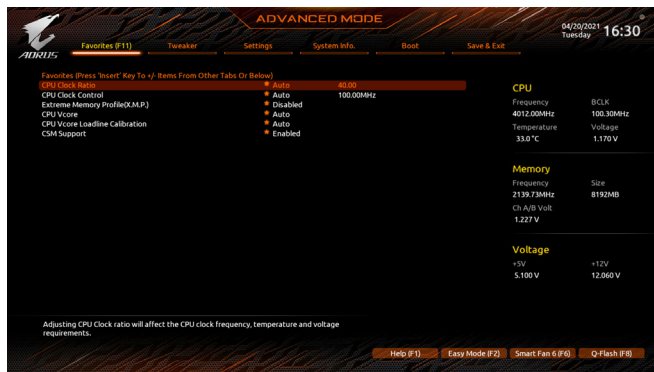 ADVANCED MODE
04/20/2021
Tuesday 16:30
AORUS
Favorites (F11) Tweaker Settings System Info. Boot Save & Exit
Favorites (Press 'Insert' Key To +/- Items From Other Tabs Or Below)
CPU Clock Ratio Auto 40.00
CPU Clock Control Auto 100.00MHz
Extreme Memory Profile(X.M.P.) Disabled
CPU Vcore Auto
CPU Vcore Loadline Calibration Auto
CSM Support Enabled
CPU
Frequency BCLK
4012.00MHz 100.30MHz
Temperature Voltage
33.0 °C 1.170 V
Memory
Frequency Size
2139.73MHz 8192MB
Ch A/B Volt
1.227 V
Voltage
+5V +12V
5.100 V 12.060 V
Adjusting CPU Clock ratio will affect the CPU clock frequency, temperature and voltage
requirements.
Help (F1) Easy Mode (F2) Smart Fan 6 (F6) Q-Flash (F8)